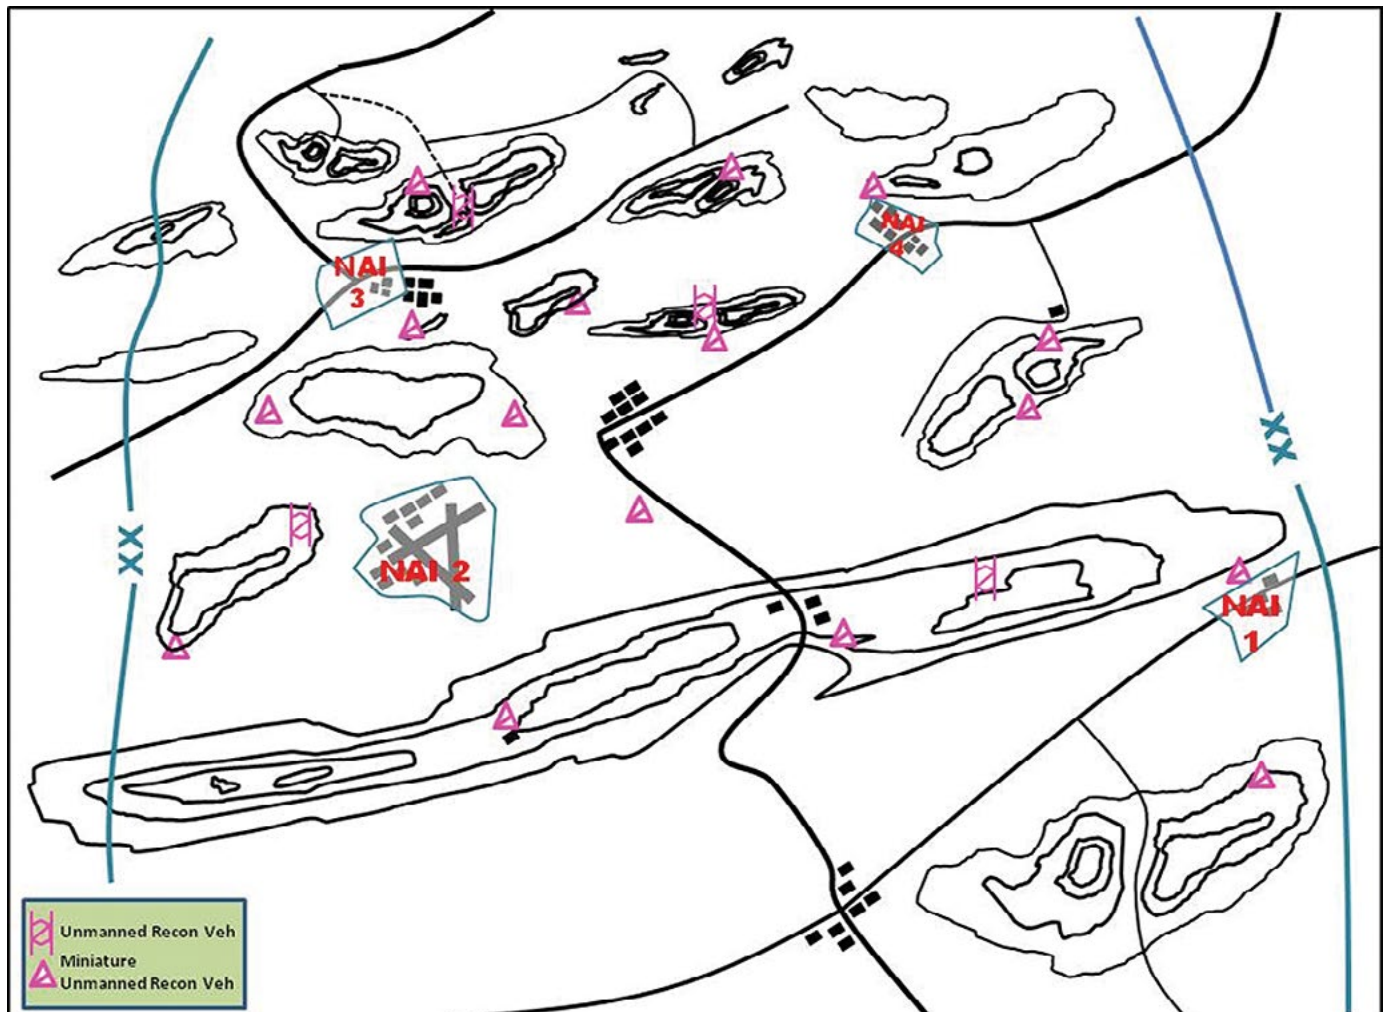 NAI
4
NAI
3
XX
XX
NAI 2
NAI
1
Unmanned Recon Veh
Miniature
Unmanned Recon Veh